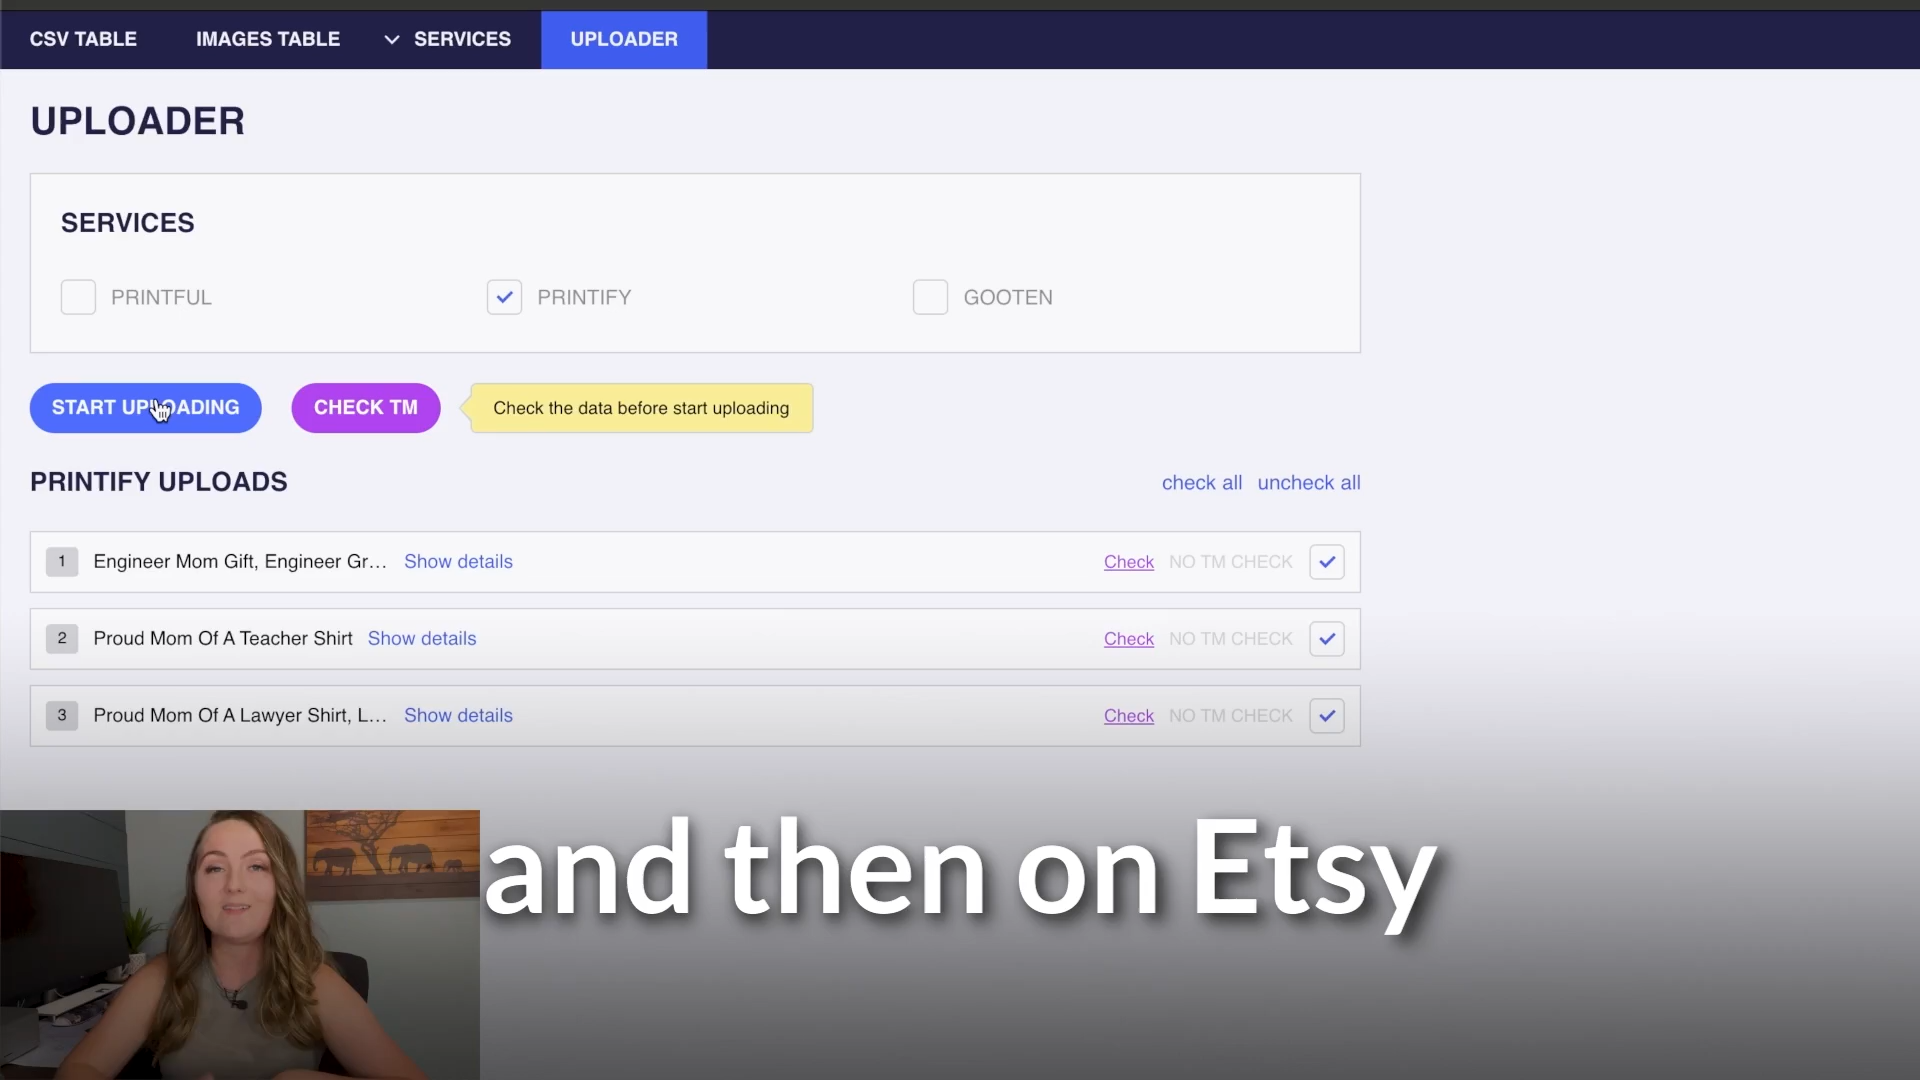 CSV TABLE IMAGES TABLE SERVICES UPLOADER
UPLOADER
SERVICES
PRINTFUL PRINTIFY GOOTEN
START UPLOADING CHECK TM Check the data before start uploading
PRINTIFY UPLOADS check all uncheck all
1 Engineer Mom Gift, Engineer Gr... Show details Check NO TM CHECK
2 Proud Mom Of A Teacher Shirt Show details Check NO TM CHECK
3 Proud Mom Of A Lawyer Shirt, L... Show details Check NO TM CHECK
and then on Etsy